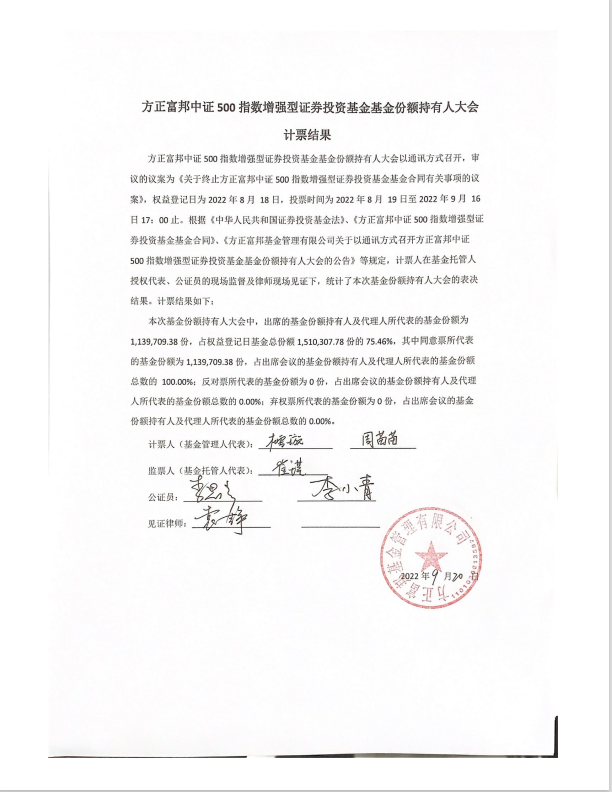 方正富邦中证 500 指数增强型证券投资基金基金份额持有人大会
计票结果
方正富邦中证 500 指数增强型证券投资基金基金份额持有人大会以通讯方式召开，审
议的议案为《关于终止方正富邦中证 500 指数增强型证券投资基金基金合同有关事项的议
案》，权益登记日为 2022 年 8 月 18 日，投票时间为 2022 年 8 月 19 日至 2022 年 9 月 16
日 17：00 止。根据《中华人民共和国证券投资基金法》、《方正富邦中证 500 指数增强型证
券投资基金基金合同》、《方正富邦基金管理有限公司关于以通讯方式召开方正富邦中证
500 指数增强型证券投资基金基金份额持有人大会的公告》等规定，计票人在基金托管人
授权代表、公证员的现场监督及律师现场见证下，统计了本次基金份额持有人大会的表决
结果。计票结果如下：
本次基金份额持有人大会中，出席的基金份额持有人及代理人所代表的基金份额为
1,139,709.38 份，占权益登记日基金总份额 1,510,307.78 份的 75.46%，其中同意票所代表
的基金份额为 1,139,709.38 份，占出席会议的基金份额持有人及代理人所代表的基金份额
总数的 100.00%；反对票所代表的基金份额为 0 份，占出席会议的基金份额持有人及代理
人所代表的基金份额总数的 0.00%；弃权票所代表的基金份额为 0 份，占出席会议的基金
份额持有人及代理人所代表的基金份额总数的 0.00%。
计票人（基金管理人代表）： 周苗苗
监票人（基金托管人代表）：
公证员： 李小青
见证律师：
方正富邦基金管理有限公司
2022 年 9 月 20 日